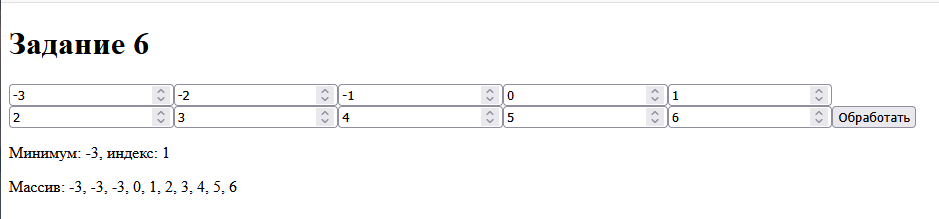 Задание 6
-3 -2 -1 0 1
2 3 4 5 6 Обработать
Минимум: -3, индекс: 1
Массив: -3, -3, -3, 0, 1, 2, 3, 4, 5, 6